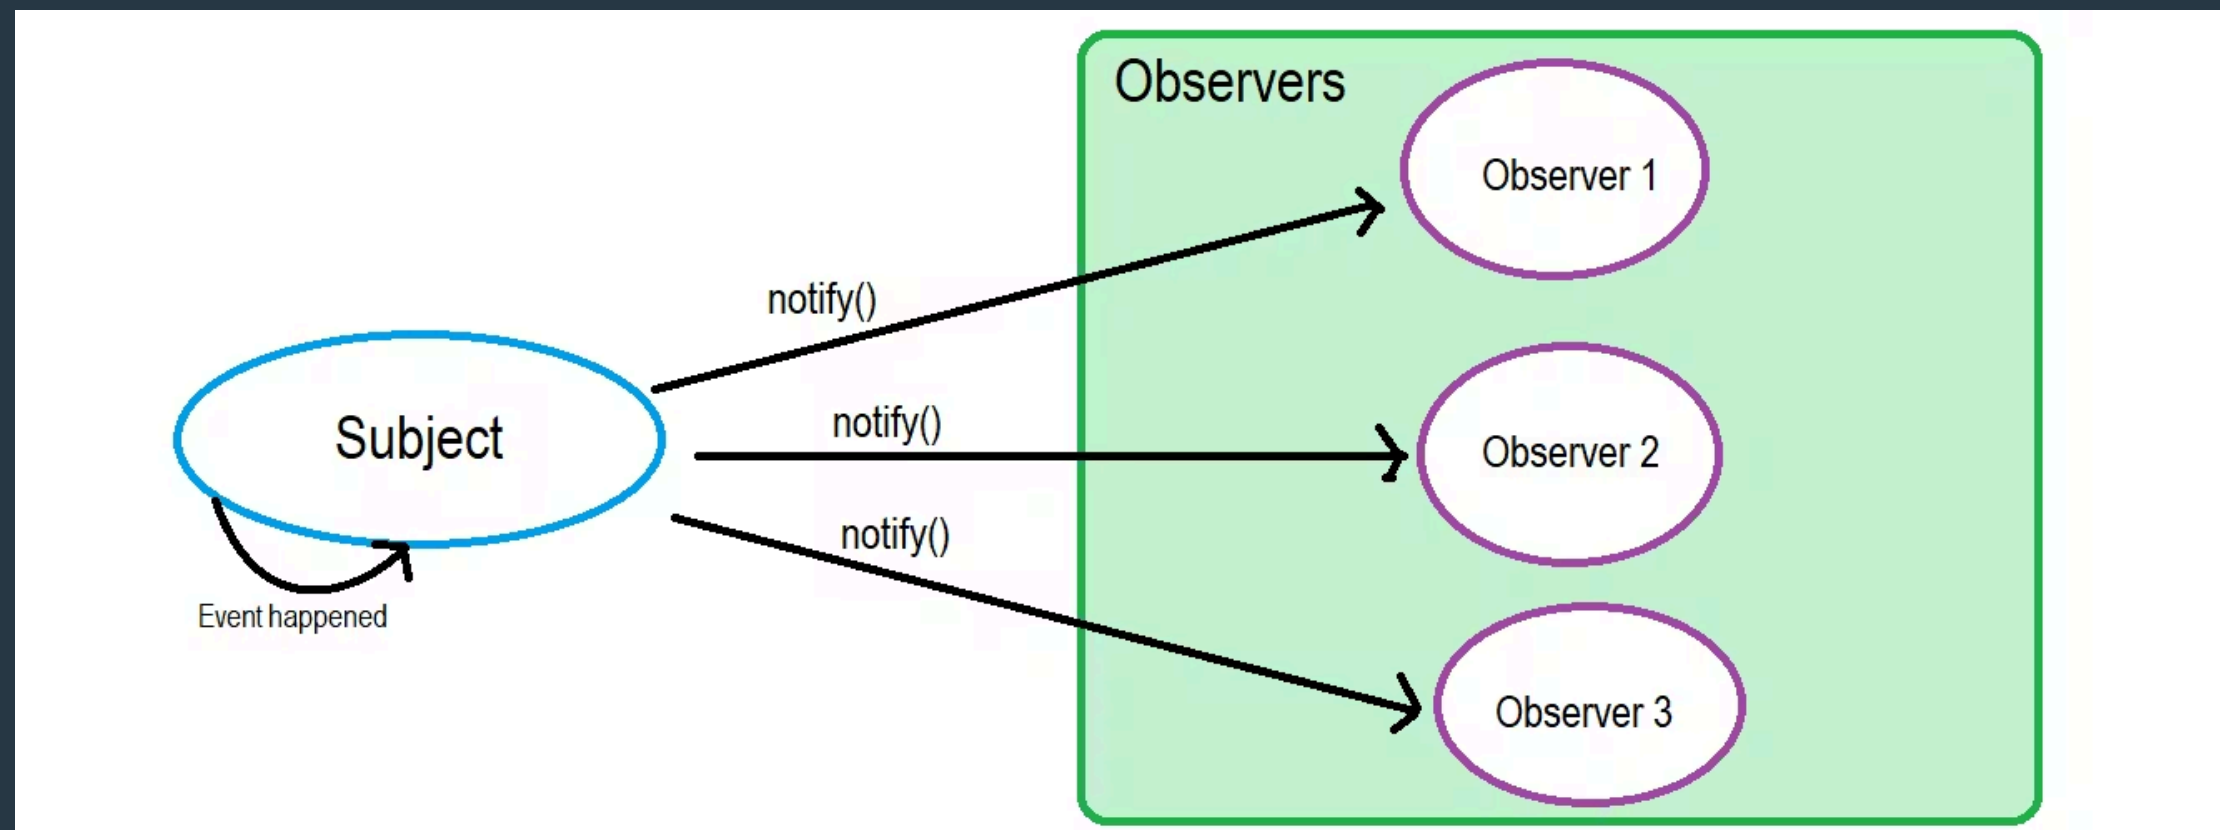 Observers
Observer 1
notify()
Subject
notify()
Observer 2
notify()
Event happened
Observer 3